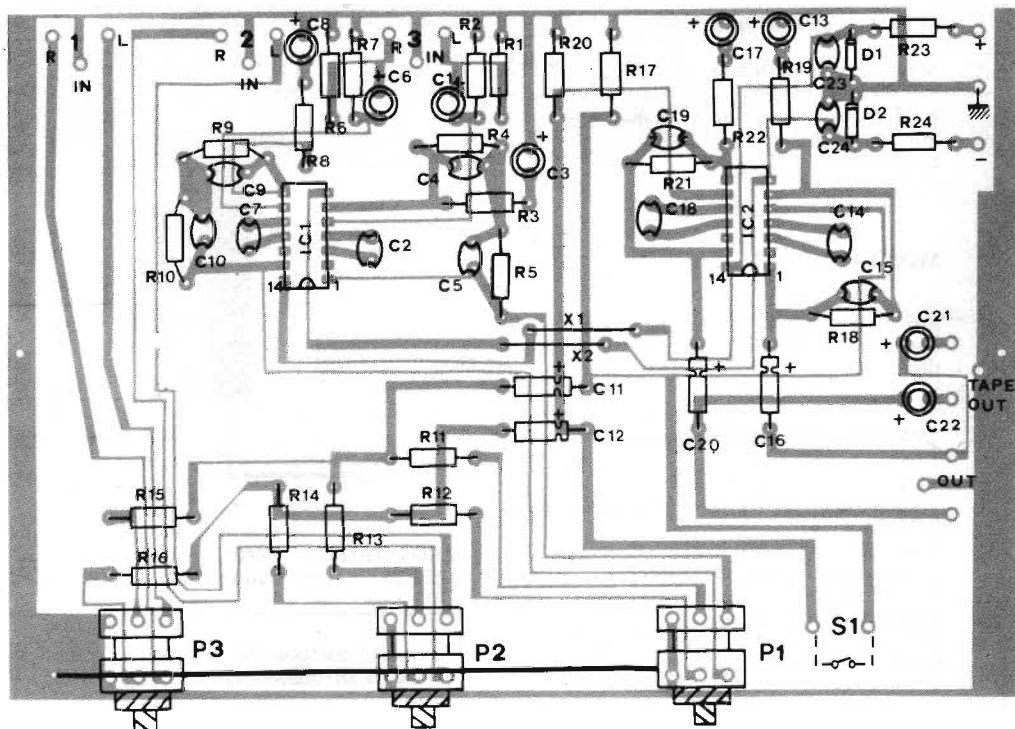 1 L 2 L C8 R7 R 3 L R2 R1 R20 + C13 R23 +
R IN R IN IN C6 C1 R17 C17 R19 C23 D1
R9 R6 R8 R4 C19 R22 D2 R24 -
C4 C3 R21 C24
C9 IC1 R3 C18 IC2 C14
C7 C2
R10 C10 R5 C15
14 1 C5 14 1
X1 R18 C21
X2 +
+ C11 + + TAPE
OUT
+ C12 C20 C16 + C22
R11
R15 R14 R12 OUT
R16 R13
P3 P2 P1 S1